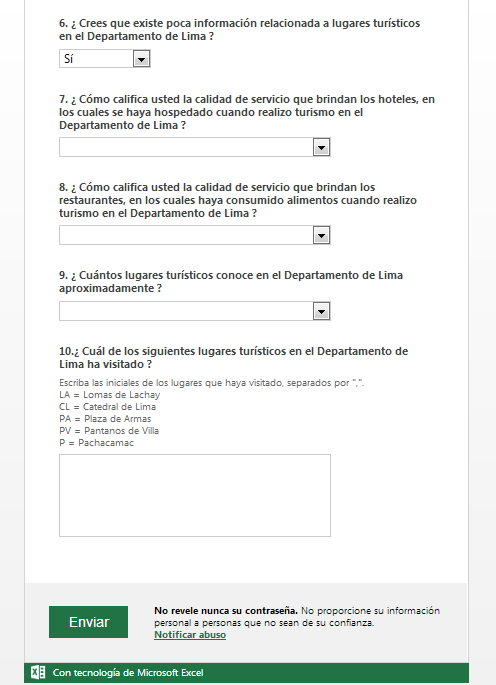 6. ¿ Crees que existe poca información relacionada a lugares turísticos
en el Departamento de Lima ?
Sí
7. ¿ Cómo califica usted la calidad de servicio que brindan los hoteles, en
los cuales se haya hospedado cuando realizo turismo en el
Departamento de Lima ?
8. ¿ Cómo califica usted la calidad de servicio que brindan los
restaurantes, en los cuales haya consumido alimentos cuando realizo
turismo en el Departamento de Lima ?
9. ¿ Cuántos lugares turísticos conoce en el Departamento de Lima
aproximadamente ?
10.¿ Cuál de los siguientes lugares turísticos en el Departamento de
Lima ha visitado ?
Escriba las iniciales de los lugares que haya visitado, separados por ",".
LA = Lomas de Lachay
CL = Catedral de Lima
PA = Plaza de Armas
PV = Pantanos de Villa
P = Pachacamac
Enviar
No revele nunca su contraseña. No proporcione su información
personal a personas que no sean de su confianza.
Notificar abuso
Con tecnología de Microsoft Excel